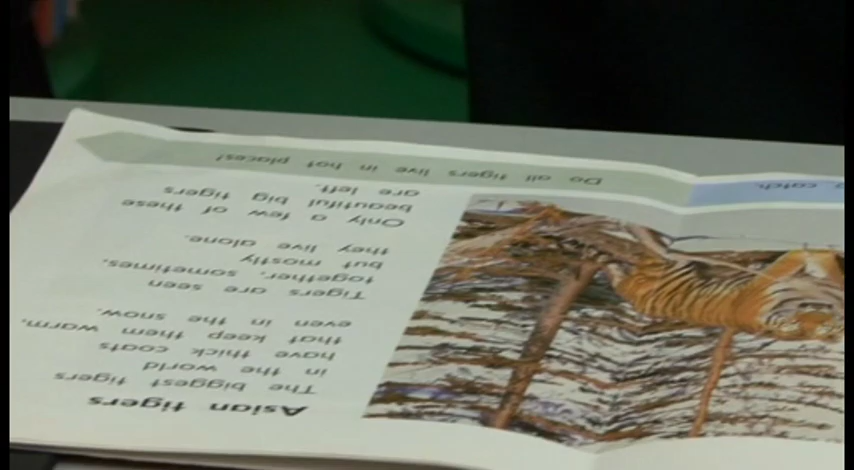 Asian tigers
The biggest tigers
in the world
have thick coats
that keep them warm,
even in the snow.
Tigers are seen
together, sometimes,
but mostly
they live alone.
Only a few of these
beautiful big tigers
are left.
Do all tigers live in hot places?
catch.